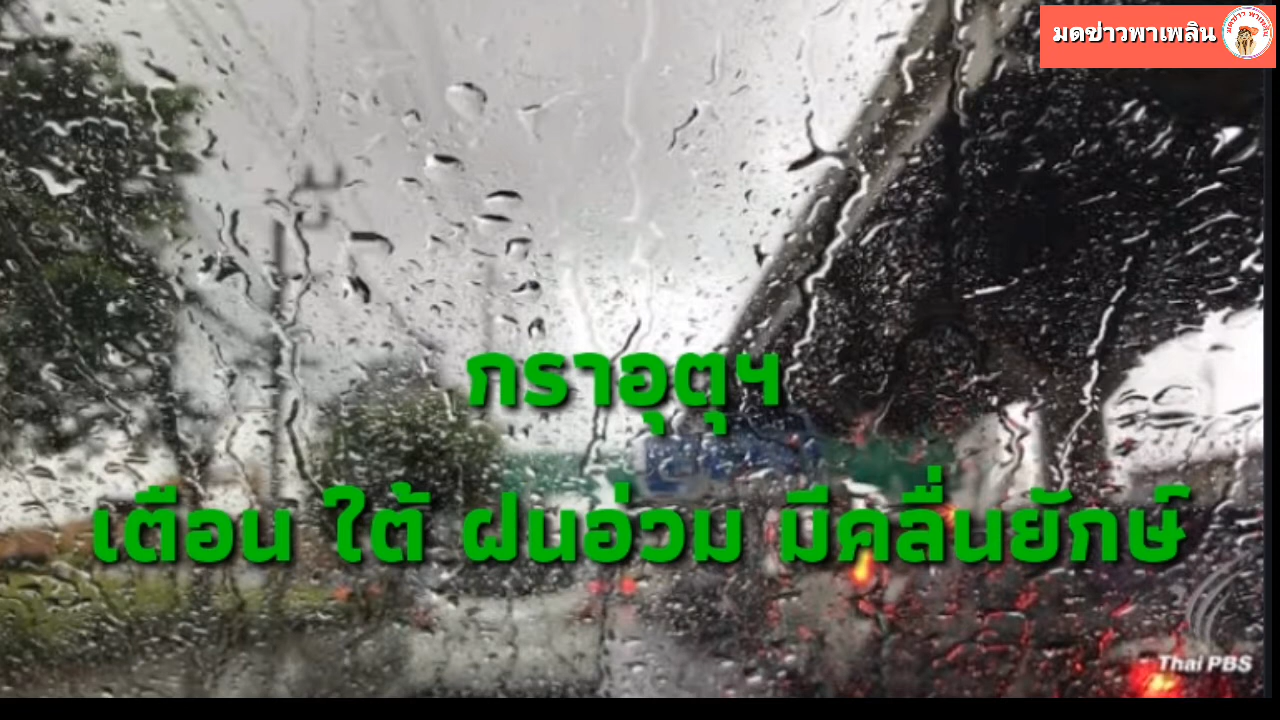 มดข่าวพาเพลิน
กราอุตุฯ
เตือน ใต้ ฝนอ่วม มีคลื่นยักษ์
Thai PBS